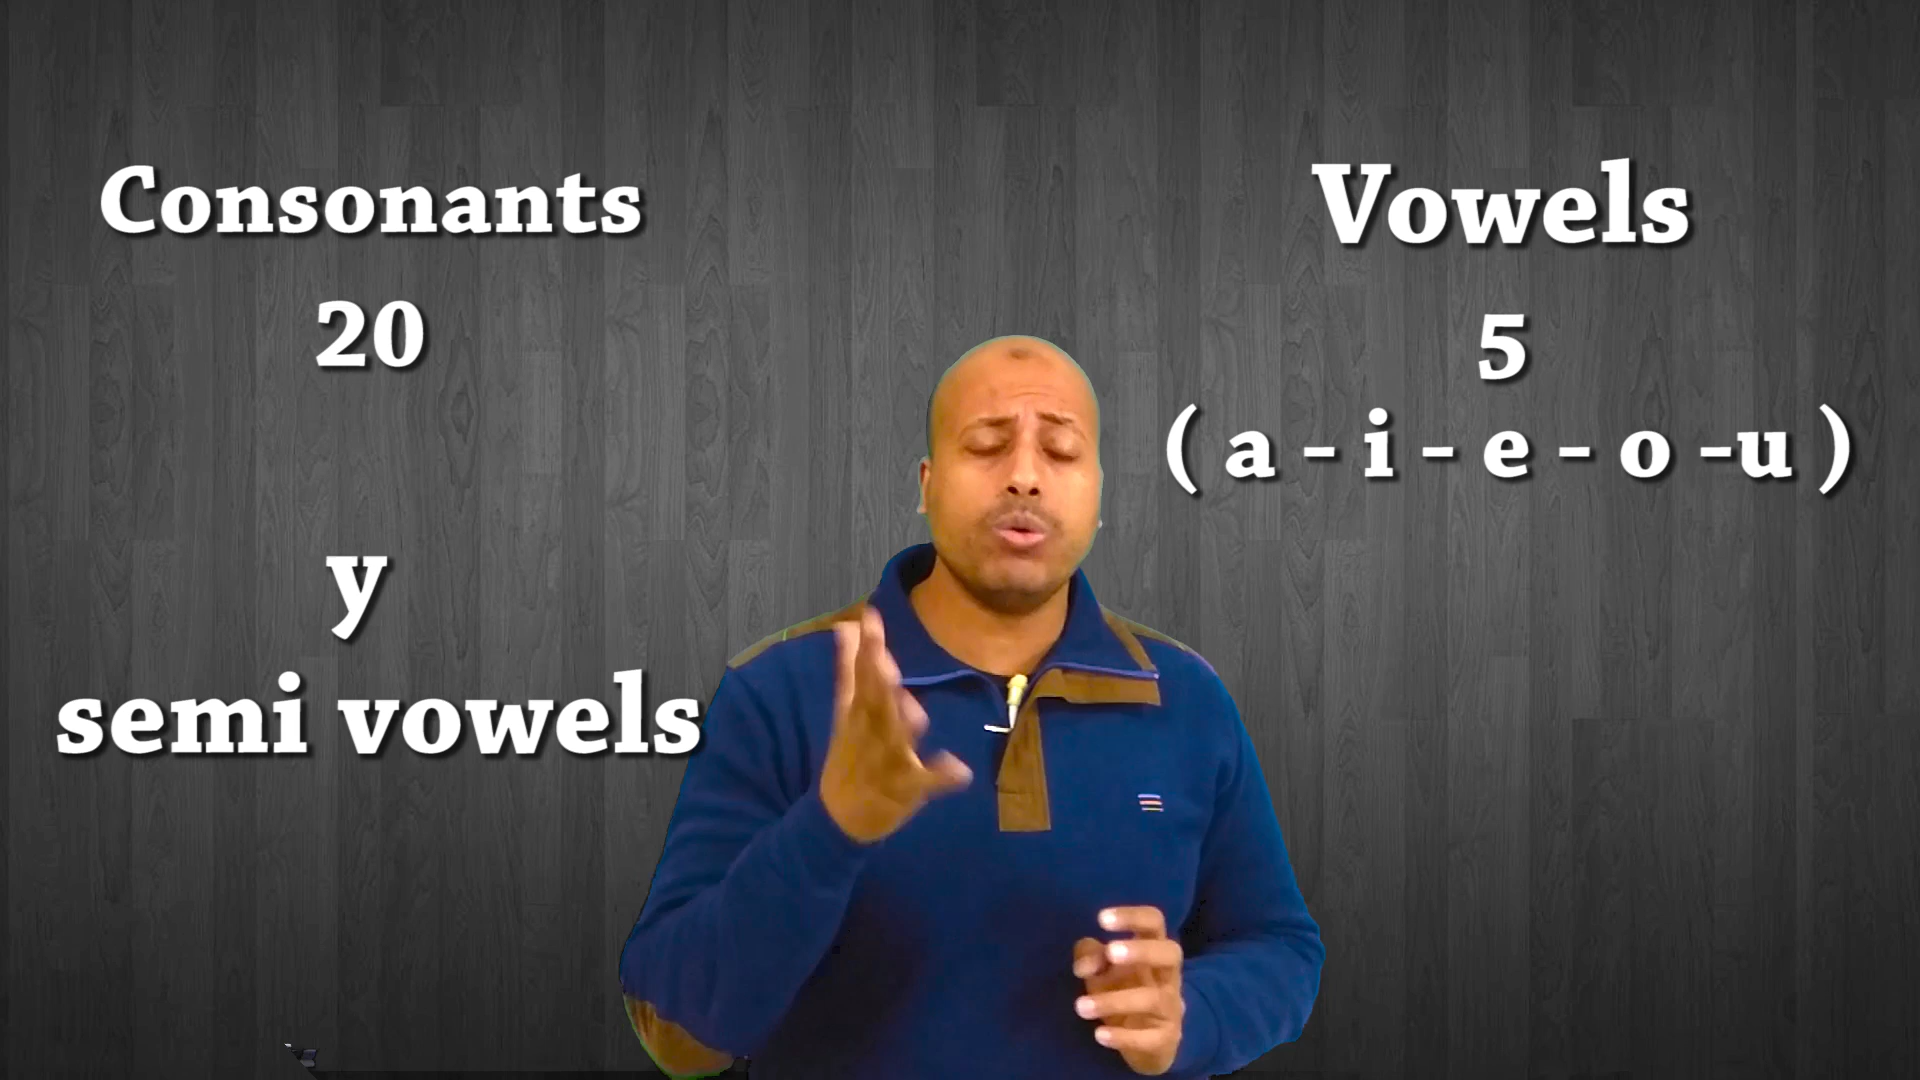 Consonants
20
y
semi vowels
Vowels
5
( a - i - e - o -u )